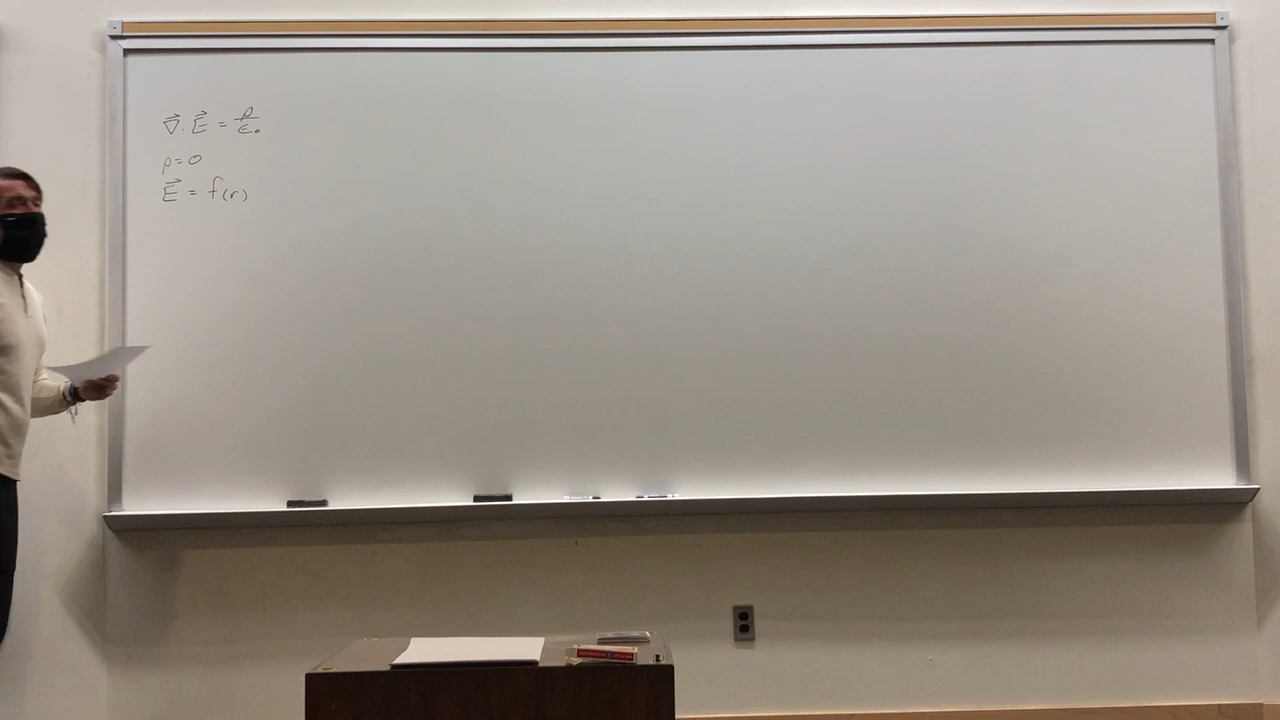 ∇⃗·E⃗ = ρ/ε₀
ρ=0
E⃗ = f(r)